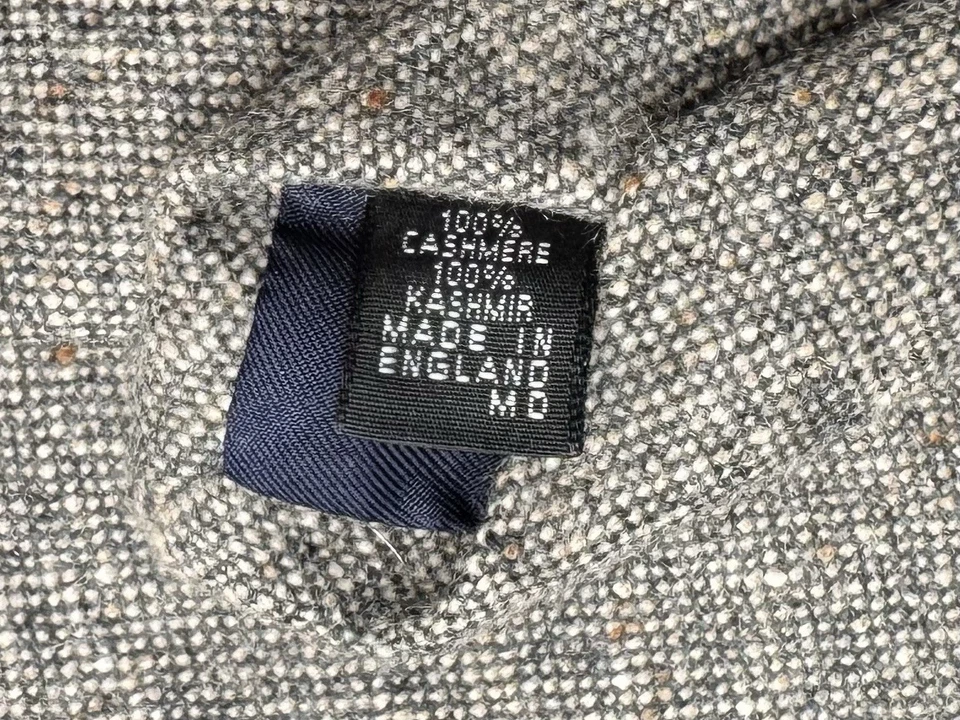 100%
CASHMERE
100%
KASHMIR
MADE IN
ENGLAND
MD